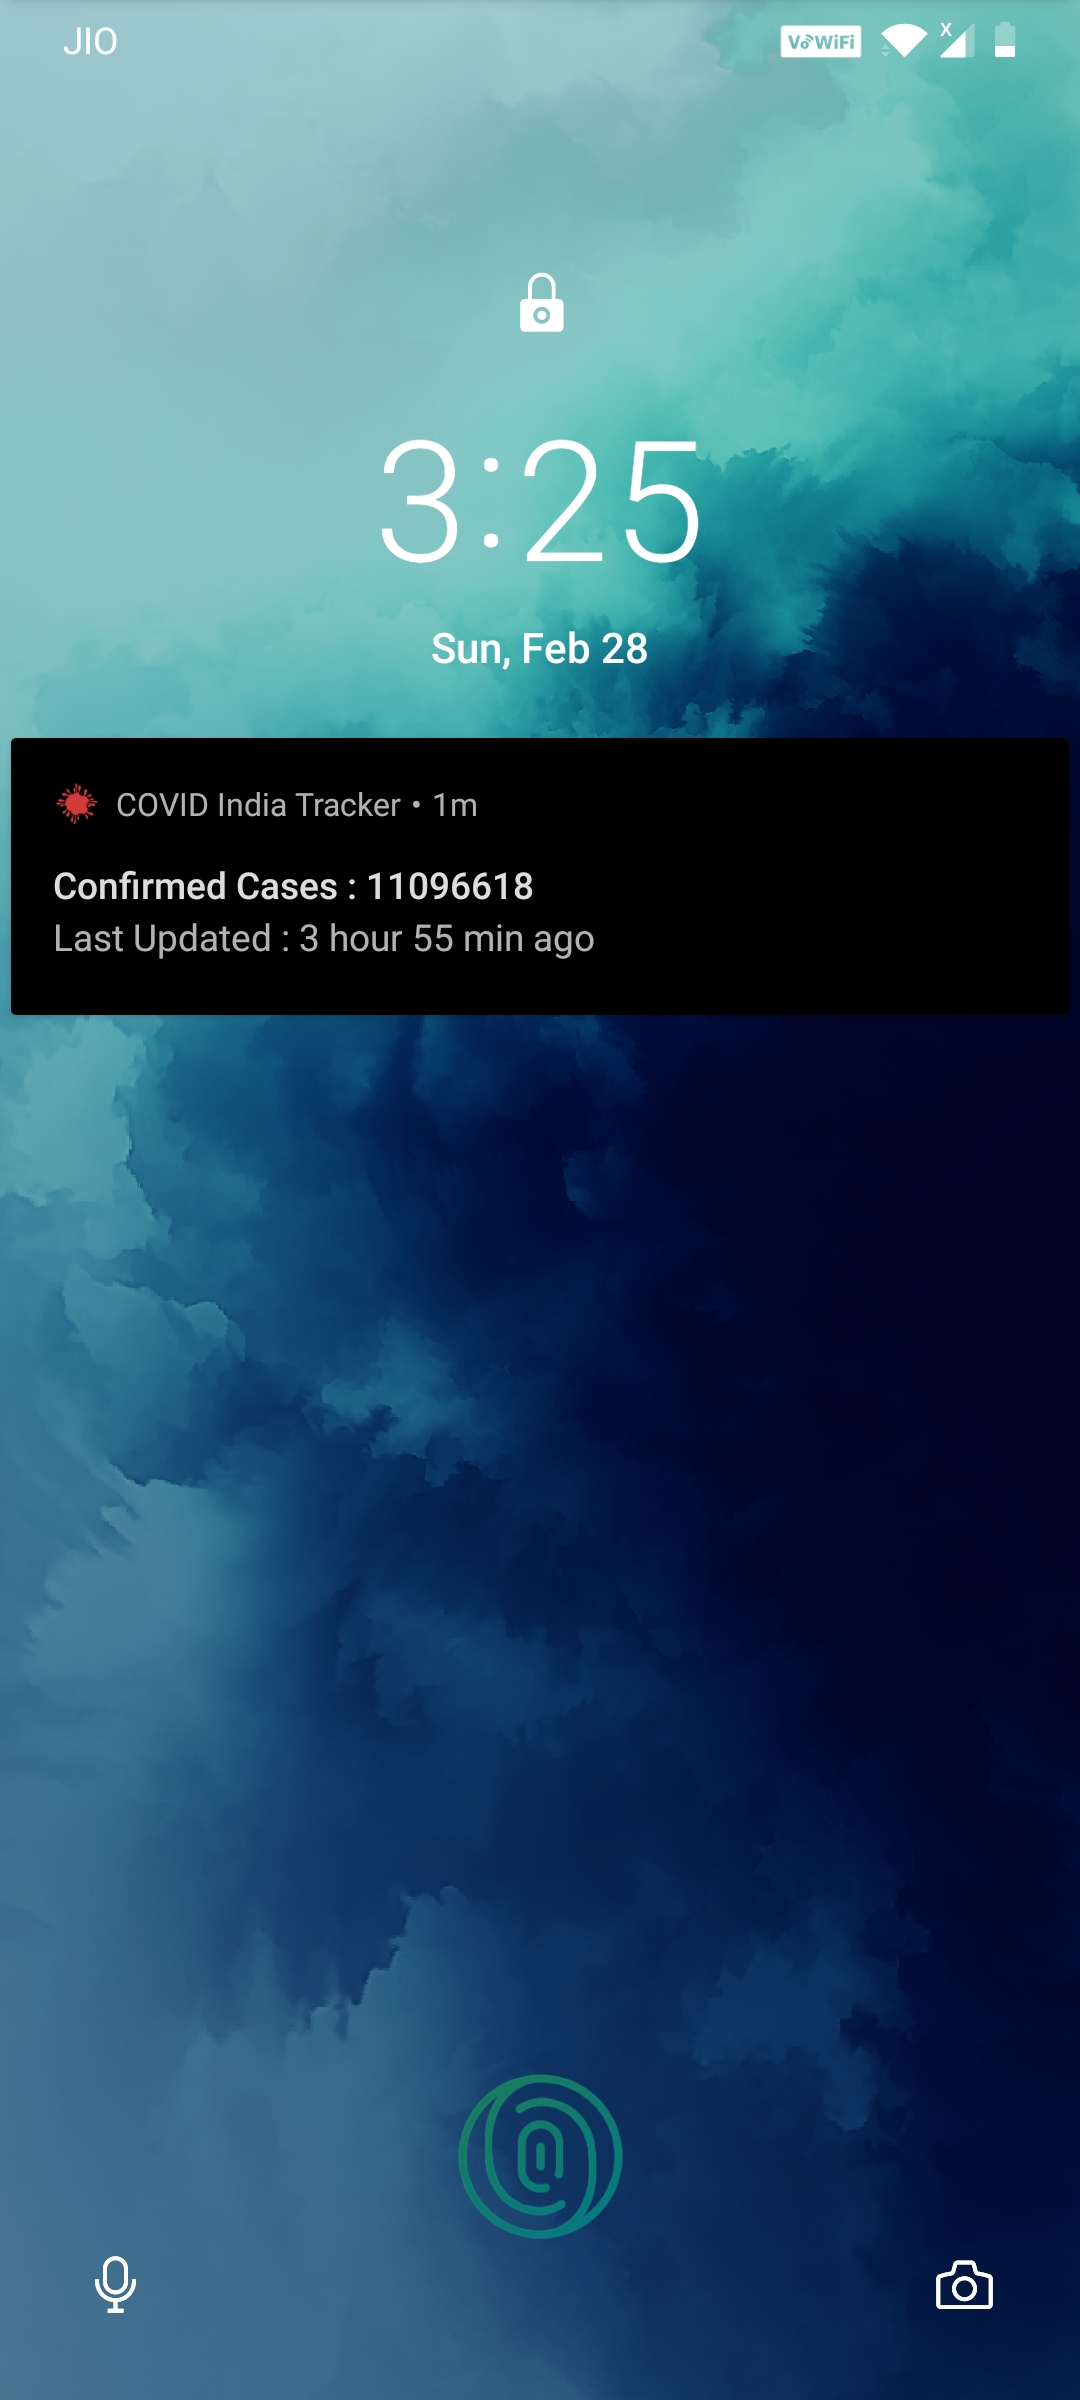 JIO
VoWiFi
X
3:25
Sun, Feb 28
COVID India Tracker • 1m
Confirmed Cases : 11096618
Last Updated : 3 hour 55 min ago